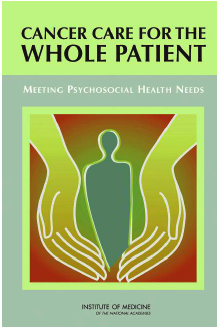 CANCER CARE FOR THE
WHOLE PATIENT
MEETING PSYCHOSOCIAL HEALTH NEEDS
INSTITUTE OF MEDICINE
OF THE NATIONAL ACADEMIES